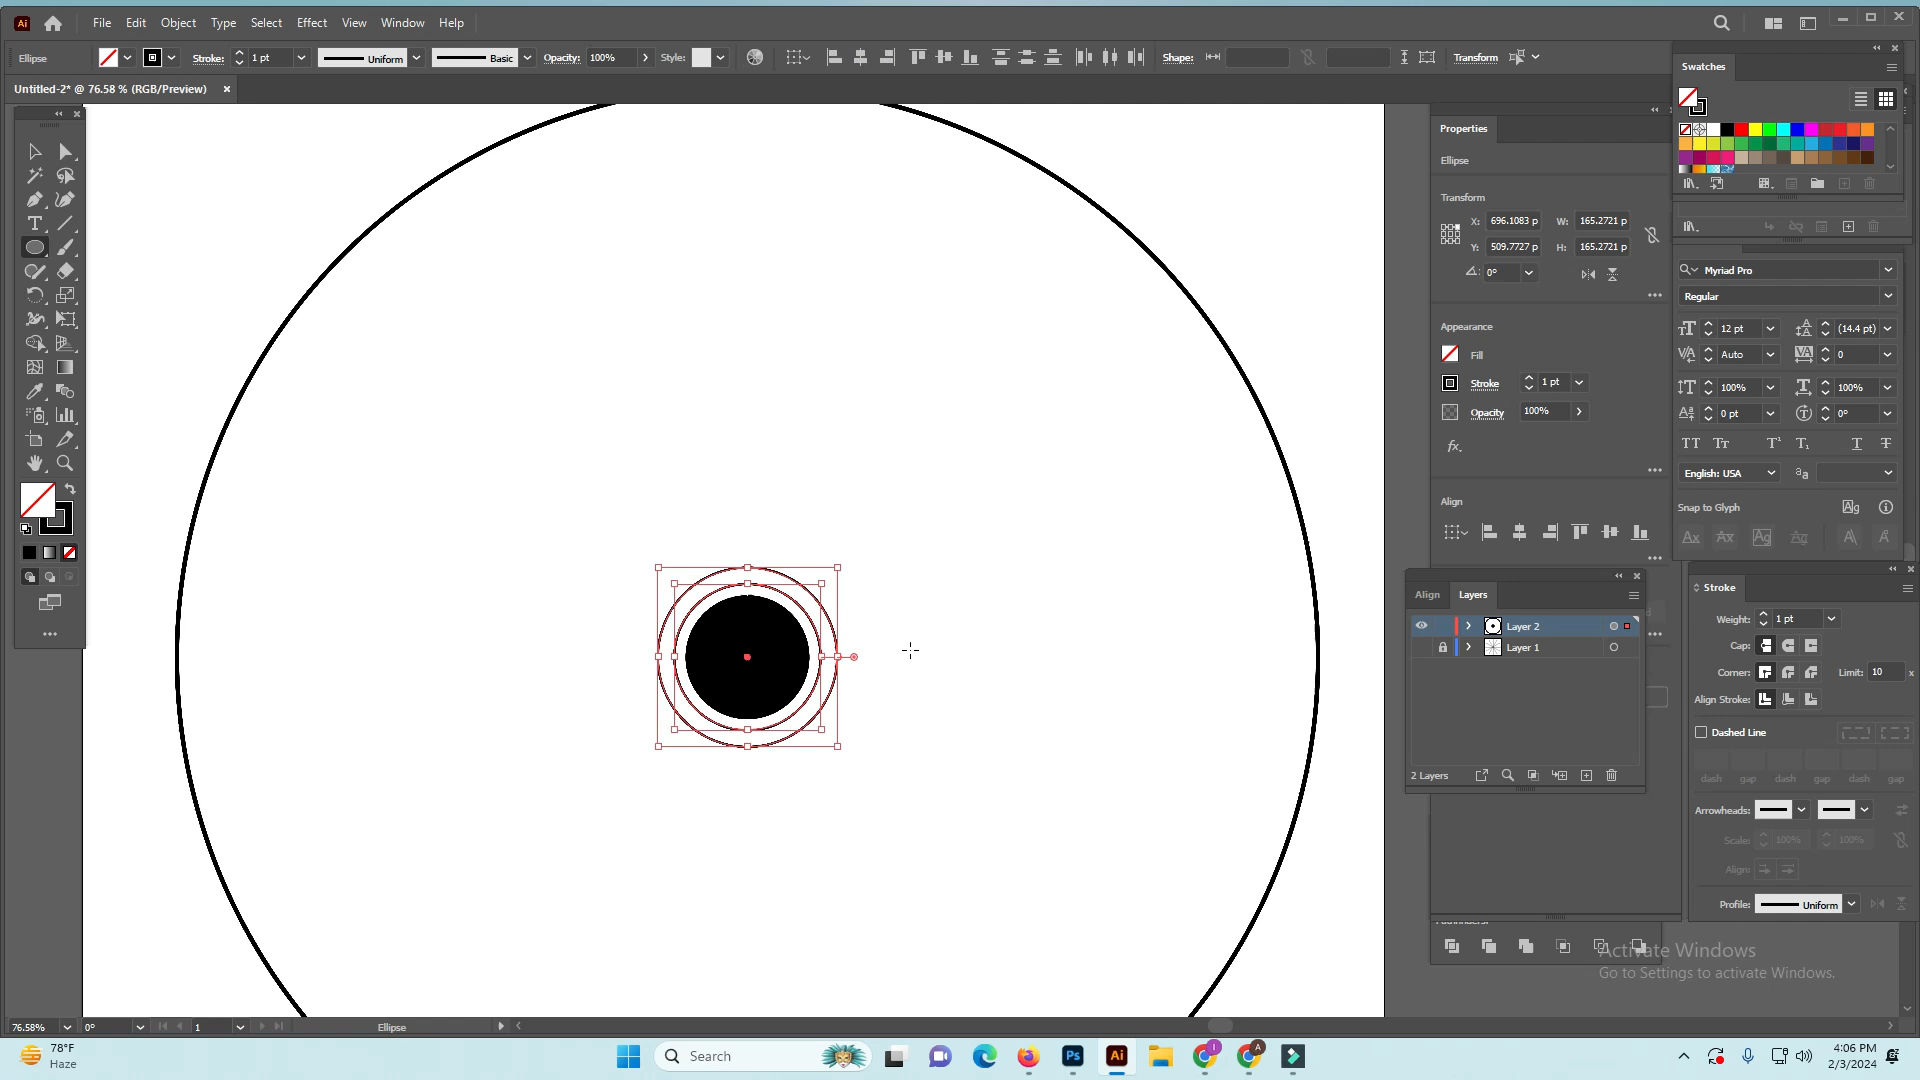 Ai File Edit Object Type Select Effect View Window Help
Ellipse Stroke: 1 pt Uniform Basic Opacity: 100% Style: Shape: Transform
Untitled-2* @ 76.58 % (RGB/Preview) ×
Swatches
Properties
Ellipse
Transform
X: 696.1083 p W: 165.2721 p
Y: 509.7727 p H: 165.2721 p
0°
Appearance
Fill
Stroke 1 pt
Opacity 100%
fx.
Align
Align Layers
Layer 2
Layer 1
2 Layers
Myriad Pro
Regular
12 pt (14.4 pt)
Auto 0
100% 100%
0 pt 0°
English: USA
Snap to Glyph
Stroke
Weight: 1 pt
Cap:
Corner: Limit: 10 x
Align Stroke:
Dashed Line
dash gap dash gap dash gap
Arrowheads:
Scale: 100% 100%
Align:
Profile: Uniform
Activate Windows
Go to Settings to activate Windows.
76.58% 0° 1 Ellipse
78°F
Haze
Search
Ps Ai
4:06 PM
2/3/2024